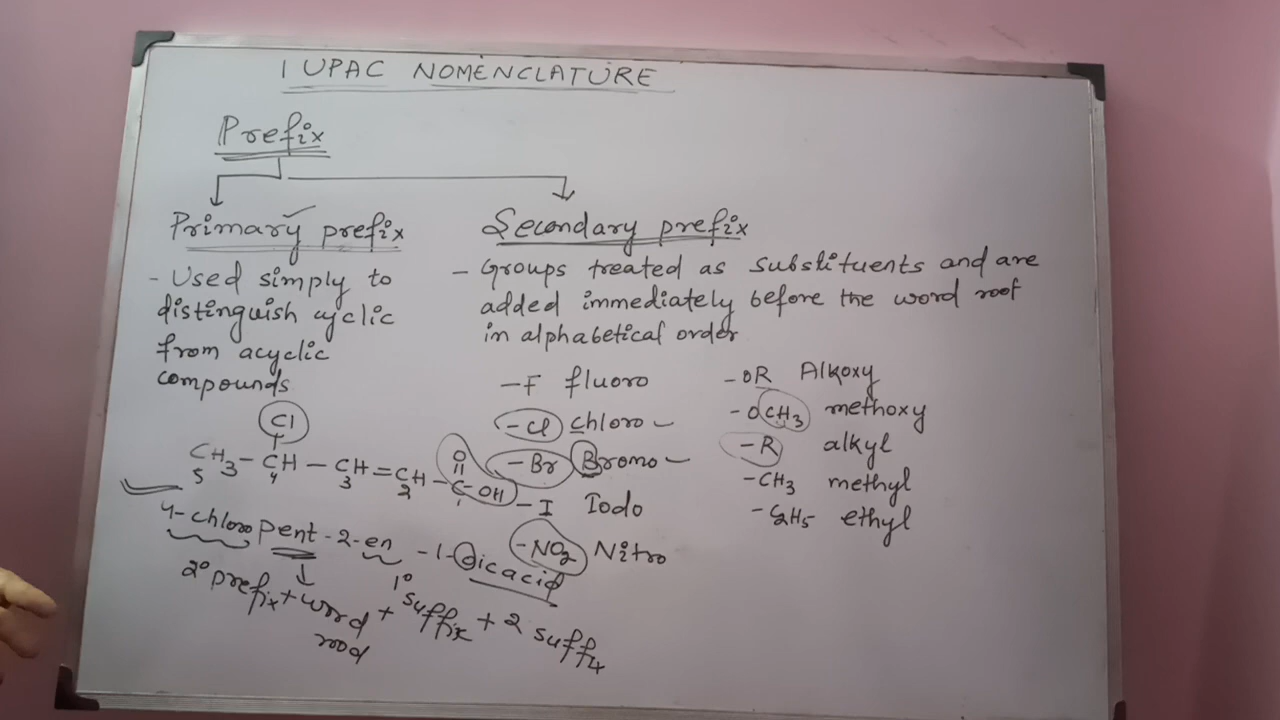 IUPAC NOMENCLATURE
Prefix
Primary prefix
- Used simply to
distinguish cyclic
from acyclic
compounds
Secondary prefix
- Groups treated as substituents and are
added immediately before the word roof
in alphabetical order
-F fluoro
-Cl chloro -
-Br Bromo -
-I Iodo
-NO2 Nitro
-OR Alkoxy
-OCH3 methoxy
-R alkyl
-CH3 methyl
-C2H5 ethyl
Cl
O
CH3 - CH - CH = CH - C - OH
5 4 3 2 1
4-chloro pent-2-en-1-oic acid
2° prefix + word root + 1° suffix + 2 suffix